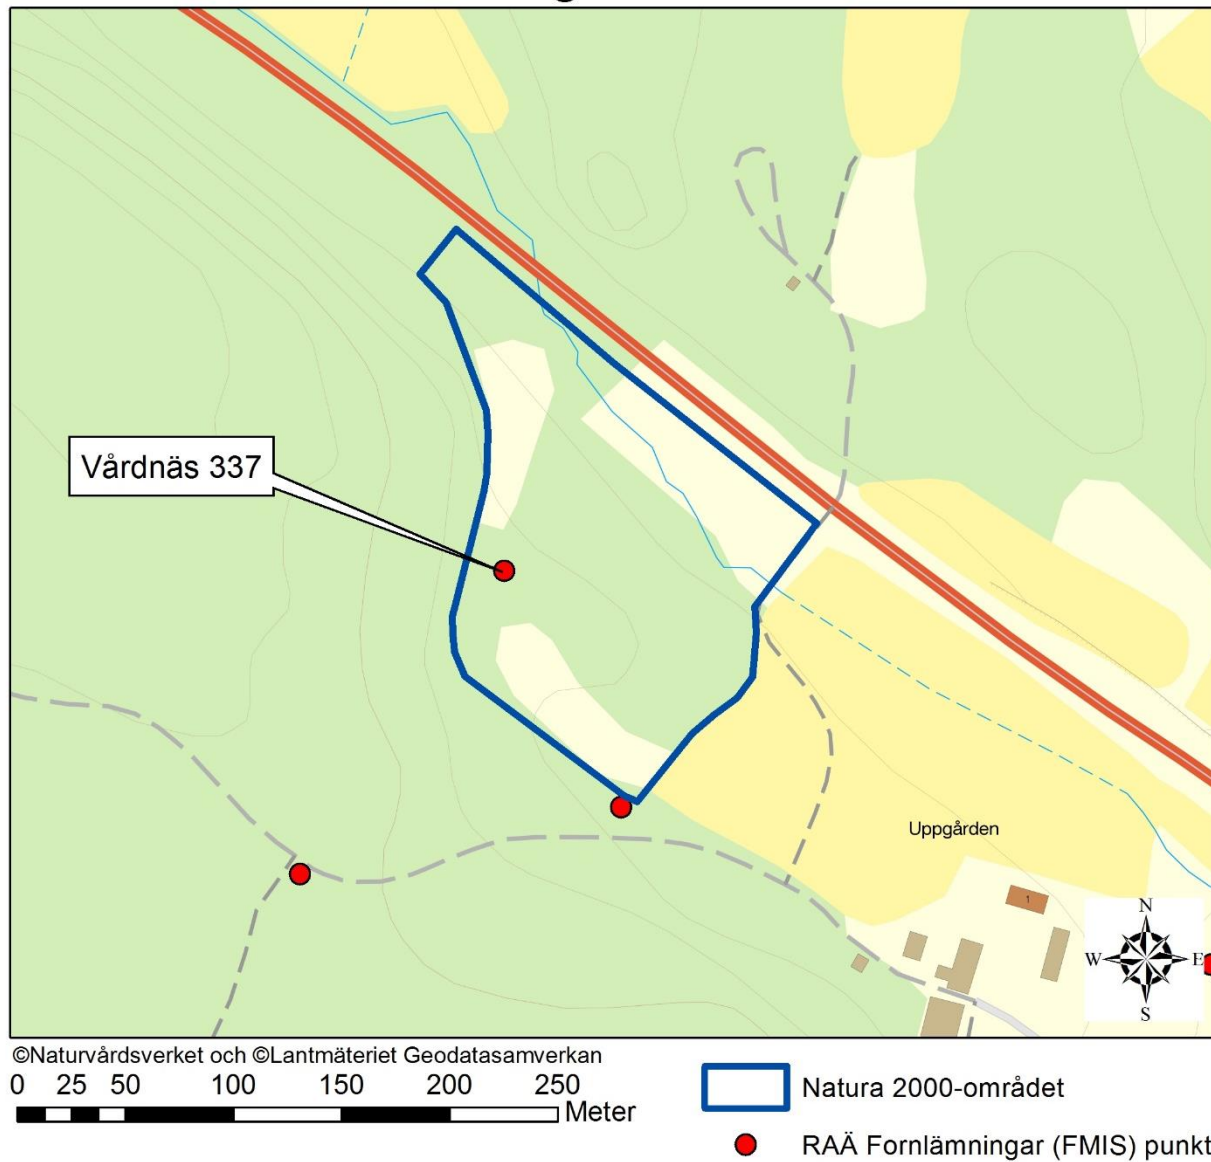 Vårdnäs 337
Uppgården
1
N
W E
S
©Naturvårdsverket och ©Lantmäteriet Geodatasamverkan
0 25 50 100 150 200 250
Meter
Natura 2000-området
RAÄ Fornlämningar (FMIS) punkt